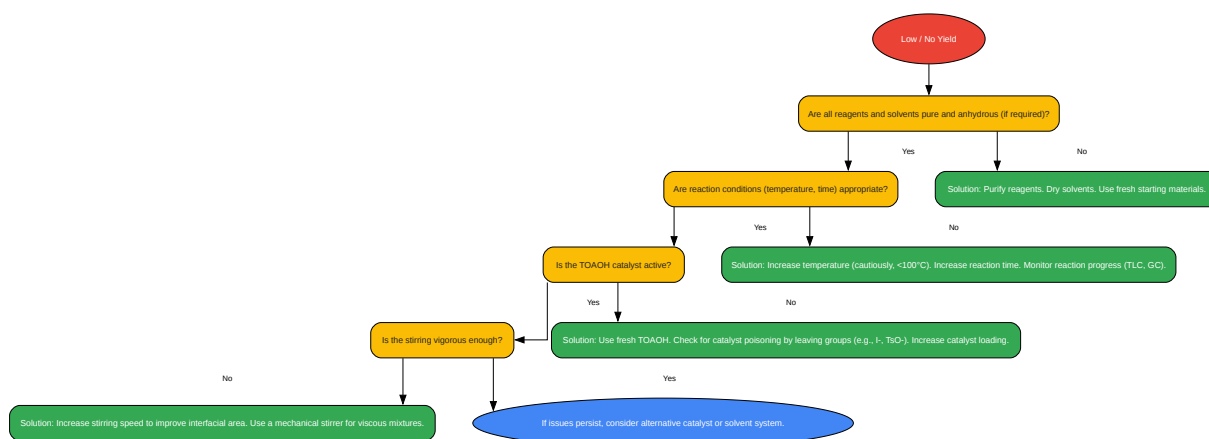 Low / No Yield
Are all reagents and solvents pure and anhydrous (if required)?
Yes
No
Are reaction conditions (temperature, time) appropriate?
Solution: Purify reagents. Dry solvents. Use fresh starting materials.
Yes
No
Is the TOAOH catalyst active?
Solution: Increase temperature (cautiously, <100°C). Increase reaction time. Monitor reaction progress (TLC, GC).
Yes
No
Is the stirring vigorous enough?
Solution: Use fresh TOAOH. Check for catalyst poisoning by leaving groups (e.g., I-, TsO-). Increase catalyst loading.
No
Yes
Solution: Increase stirring speed to improve interfacial area. Use a mechanical stirrer for viscous mixtures.
If issues persist, consider alternative catalyst or solvent system.